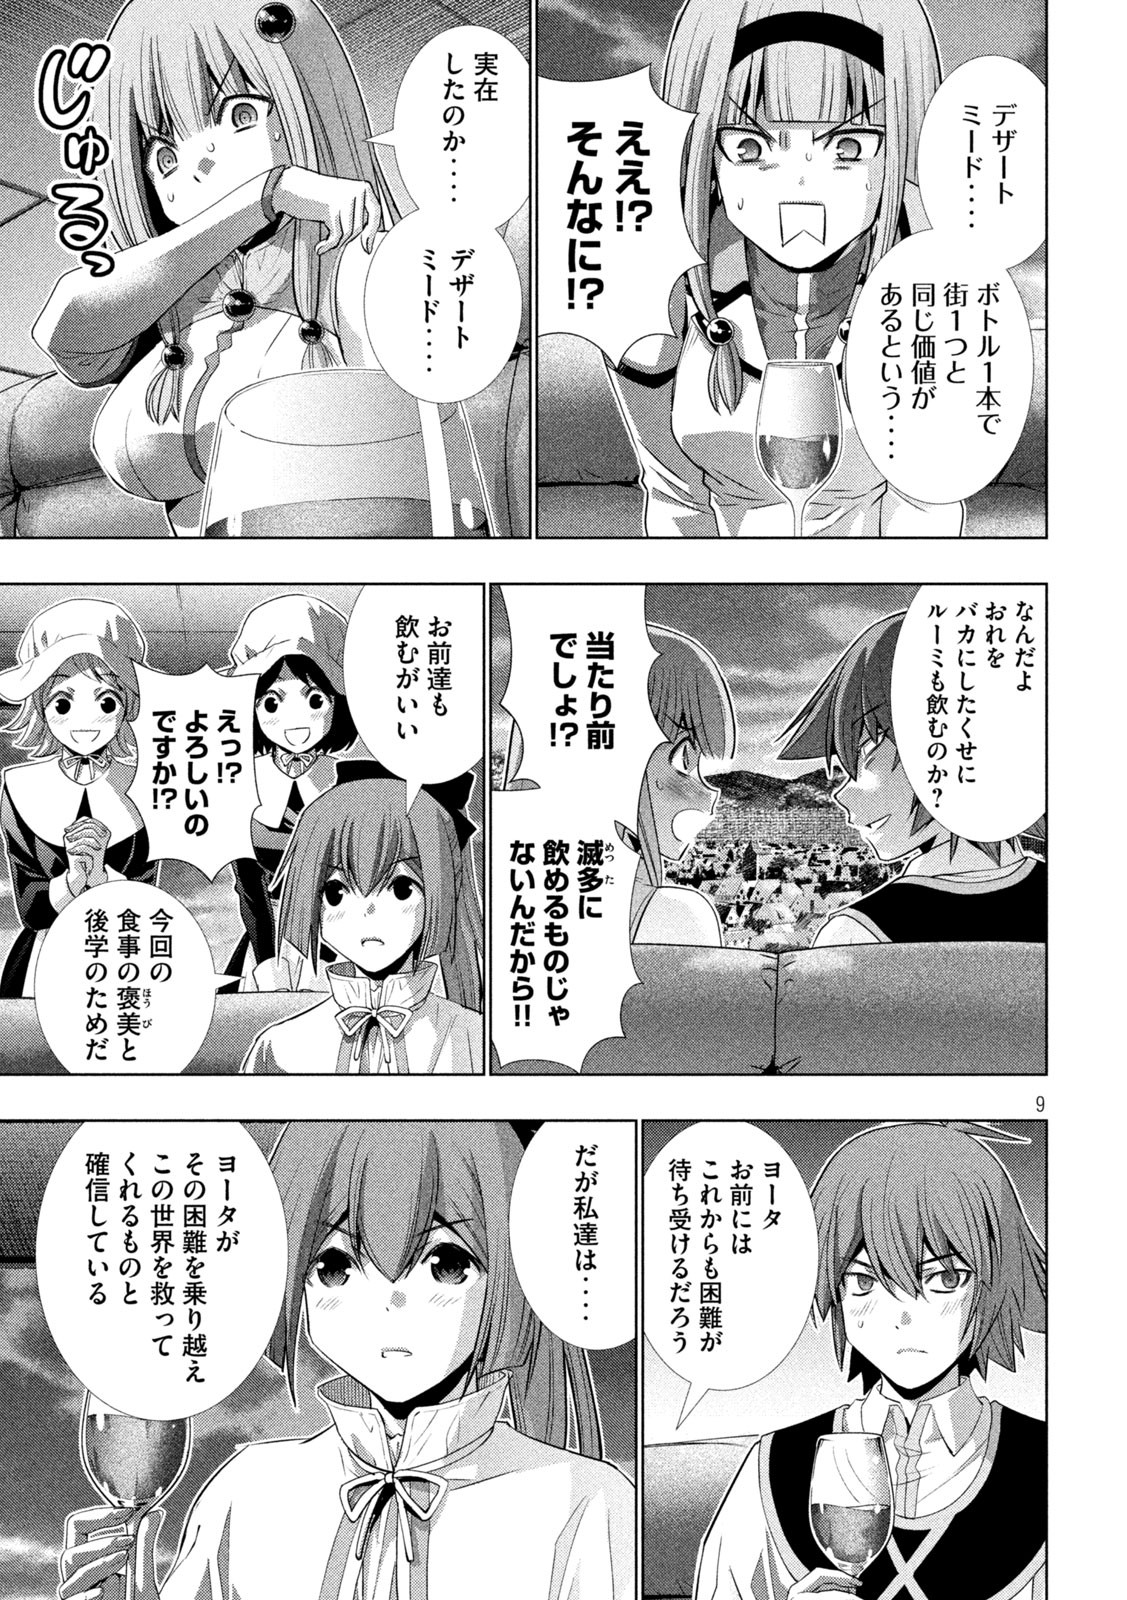 デザート
ミード‥‥
ボトル1本で
街1つと
同じ価値が
あるという‥‥
ええ!?
そんなに!?
実在
したのか‥‥
デザート
ミード‥‥
じゅるっ
なんだよ
おれを
バカにしたくせに
ルーミも飲むのか?
当たり前
でしょ!?
滅多に
めった
飲めるものじゃ
ないんだから!!
お前達も
飲むがいい
えっ!?
よろしいの
ですか!?
今回の
食事の褒美と
ほうび
後学のためだ
9
ヨータ
お前には
これからも困難が
待ち受けるだろう
だが私達は‥‥
ヨータが
その困難を乗り越え
この世界を救って
くれるものと
確信している